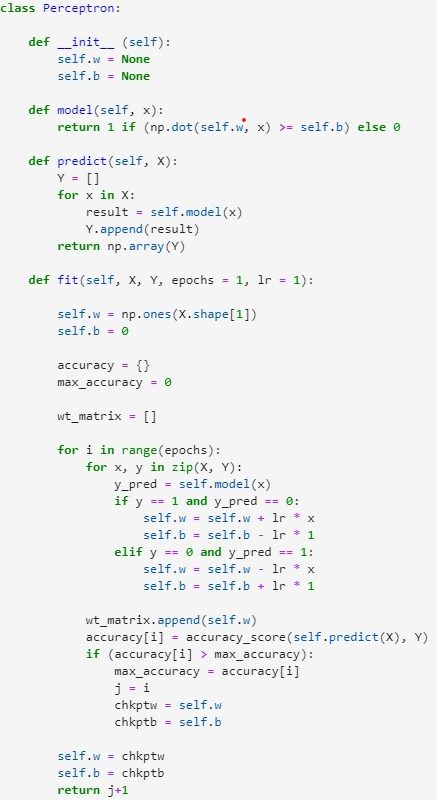 class Perceptron:
    def __init__ (self):
        self.w = None
        self.b = None
    def model(self, x):
        return 1 if (np.dot(self.w, x) >= self.b) else 0
    def predict(self, X):
        Y = []
        for x in X:
            result = self.model(x)
            Y.append(result)
        return np.array(Y)
    def fit(self, X, Y, epochs = 1, lr = 1):
        self.w = np.ones(X.shape[1])
        self.b = 0
        accuracy = {}
        max_accuracy = 0
        wt_matrix = []
        for i in range(epochs):
            for x, y in zip(X, Y):
                y_pred = self.model(x)
                if y == 1 and y_pred == 0:
                    self.w = self.w + lr * x
                    self.b = self.b - lr * 1
                elif y == 0 and y_pred == 1:
                    self.w = self.w - lr * x
                    self.b = self.b + lr * 1
            wt_matrix.append(self.w)
            accuracy[i] = accuracy_score(self.predict(X), Y)
            if (accuracy[i] > max_accuracy):
                max_accuracy = accuracy[i]
                j = i
                chkptw = self.w
                chkptb = self.b
        self.w = chkptw
        self.b = chkptb
        return j+1